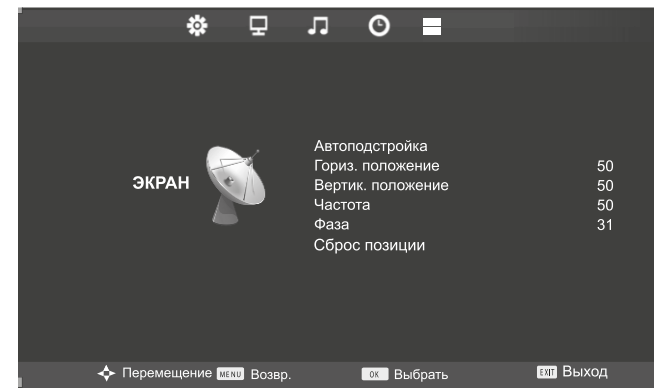 ЭКРАН
Автоподстройка
Гориз. положение 50
Вертик. положение 50
Частота 50
Фаза 31
Сброс позиции
Перемещение MENU Возвр. OK Выбрать EXIT Выход